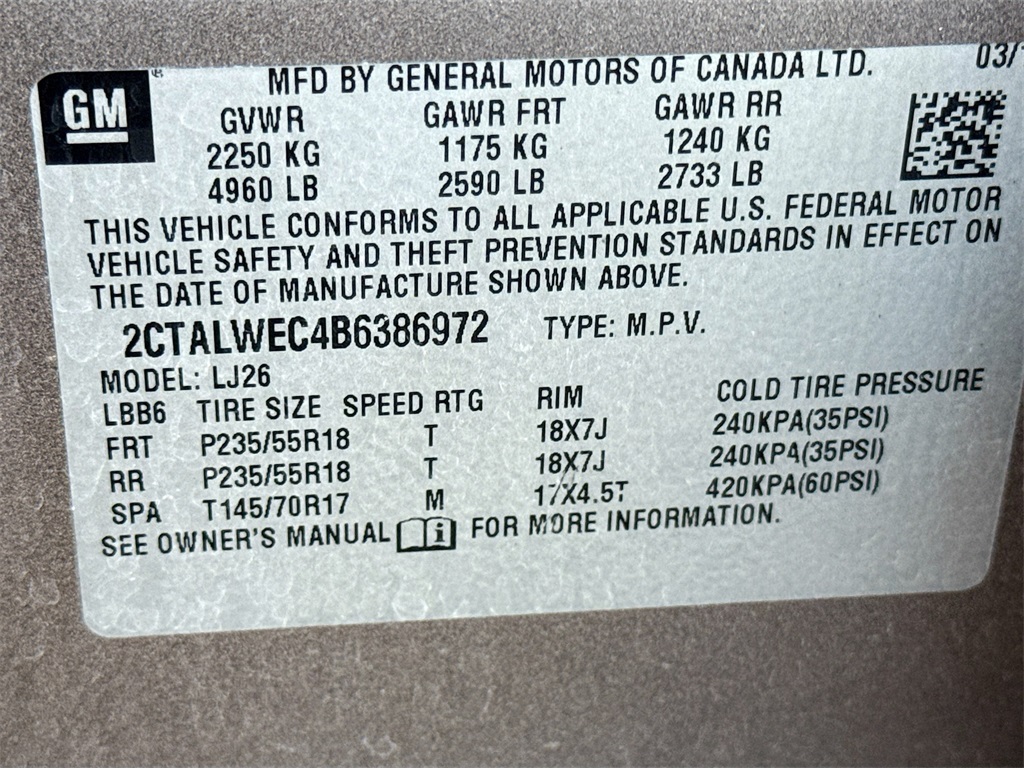 GM ®
MFD BY GENERAL MOTORS OF CANADA LTD. 03/
GVWR GAWR FRT GAWR RR
2250 KG 1175 KG 1240 KG
4960 LB 2590 LB 2733 LB
THIS VEHICLE CONFORMS TO ALL APPLICABLE U.S. FEDERAL MOTOR
VEHICLE SAFETY AND THEFT PREVENTION STANDARDS IN EFFECT ON
THE DATE OF MANUFACTURE SHOWN ABOVE.
2CTALWEC4B6386972 TYPE: M.P.V.
MODEL: LJ26
LBB6 TIRE SIZE SPEED RTG RIM COLD TIRE PRESSURE
FRT P235/55R18 T 18X7J 240KPA(35PSI)
RR P235/55R18 T 18X7J 240KPA(35PSI)
SPA T145/70R17 M 17X4.5T 420KPA(60PSI)
SEE OWNER'S MANUAL i FOR MORE INFORMATION.